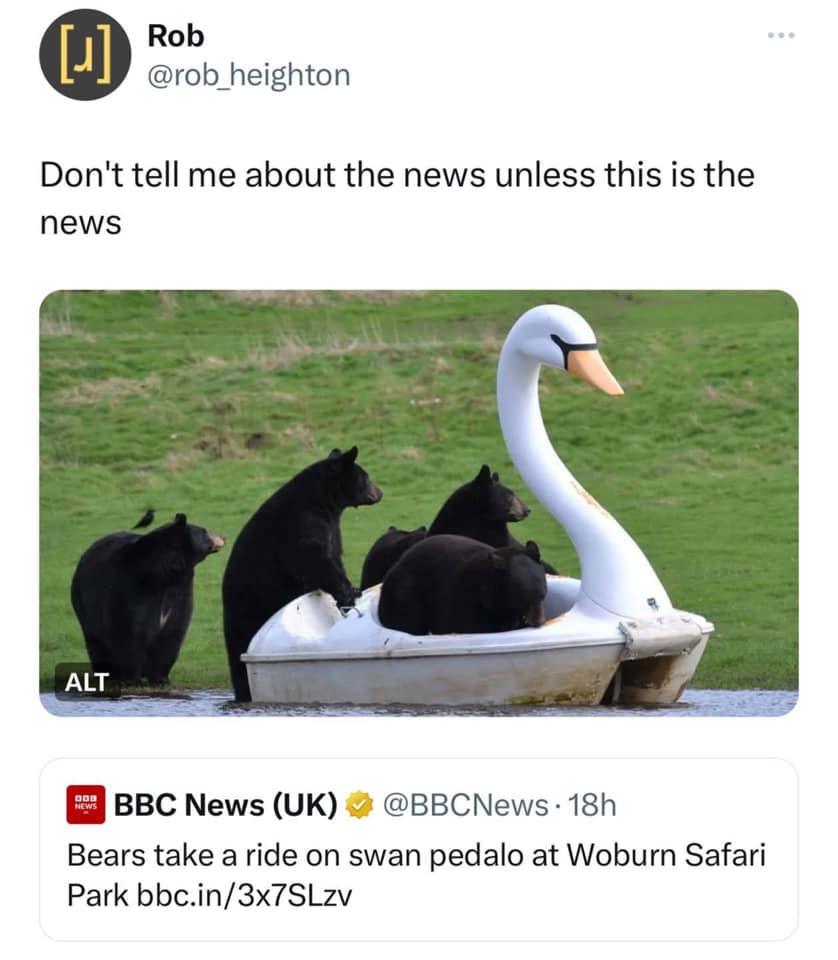 [ɹ]
Rob
@rob_heighton
Don't tell me about the news unless this is the
news
ALT
BBC
NEWS
BBC News (UK) @BBCNews · 18h
Bears take a ride on swan pedalo at Woburn Safari
Park bbc.in/3x7SLzv